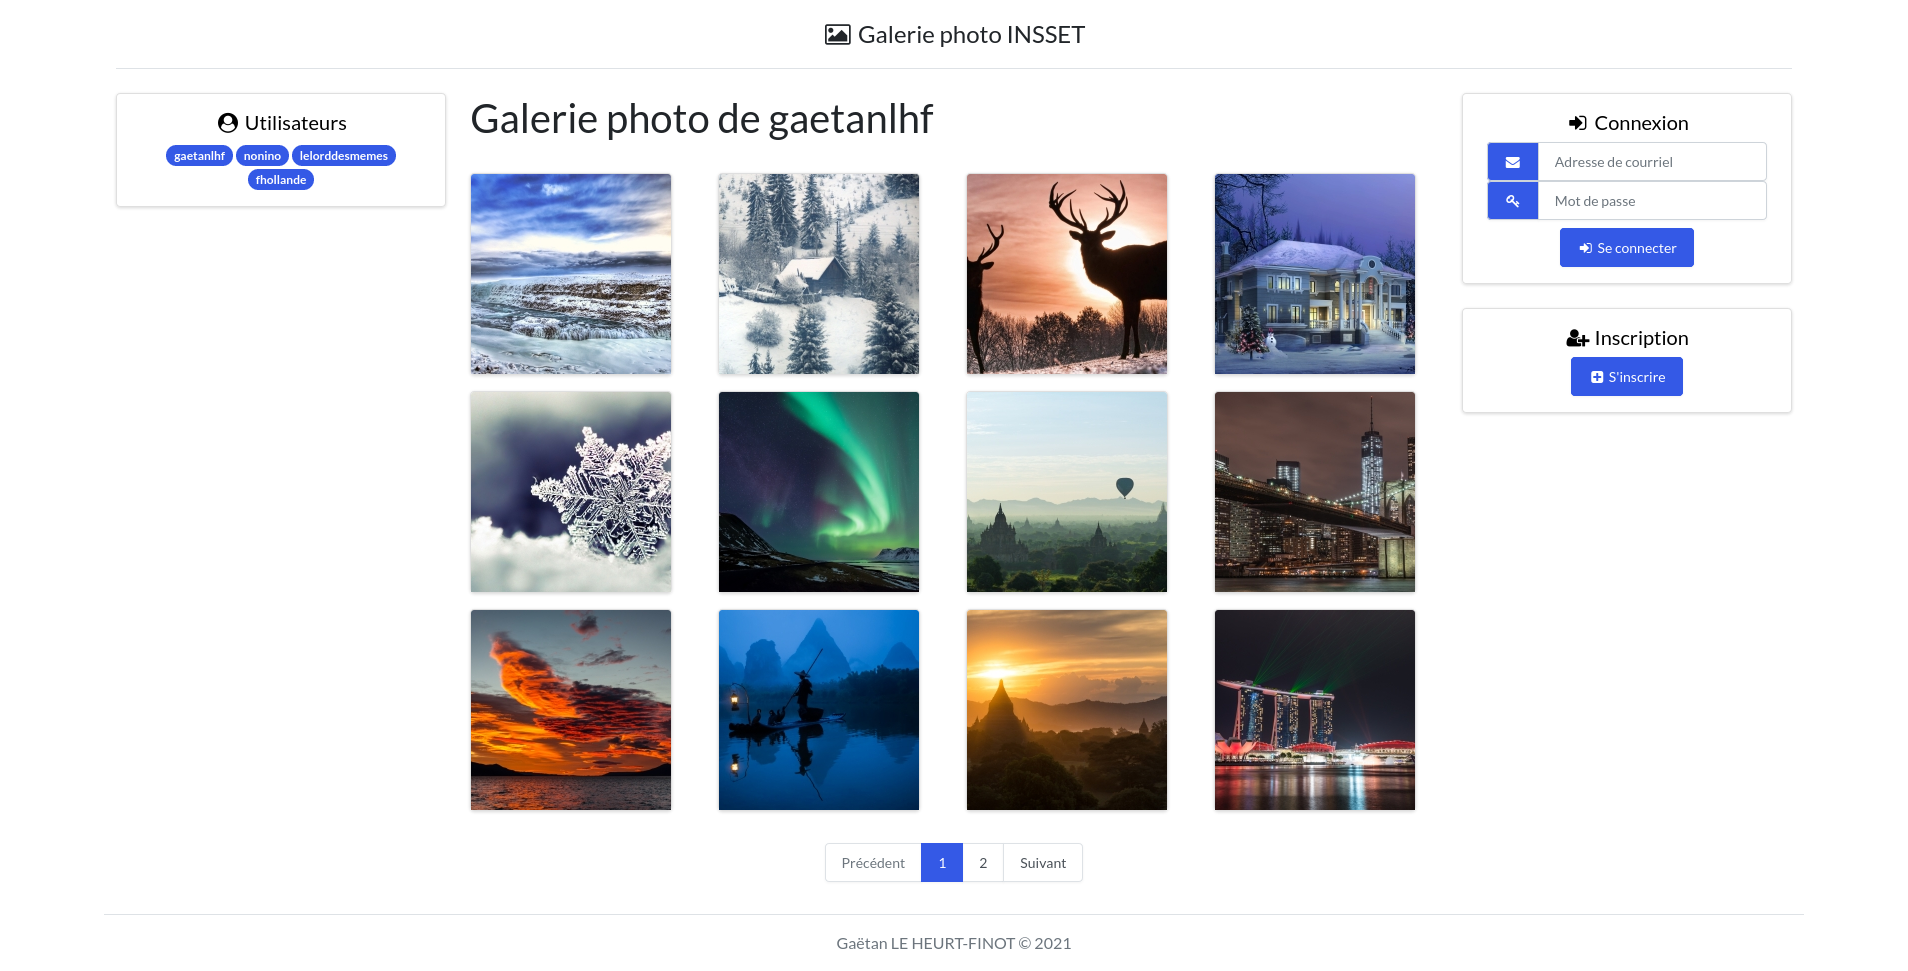 Galerie photo INSSET
Utilisateurs
gaetanlhf nonino lelorddesmemes
fhollande
Galerie photo de gaetanlhf
Connexion
Adresse de courriel
Mot de passe
Se connecter
Inscription
S'inscrire
Précédent 1 2 Suivant
Gaëtan LE HEURT-FINOT © 2021